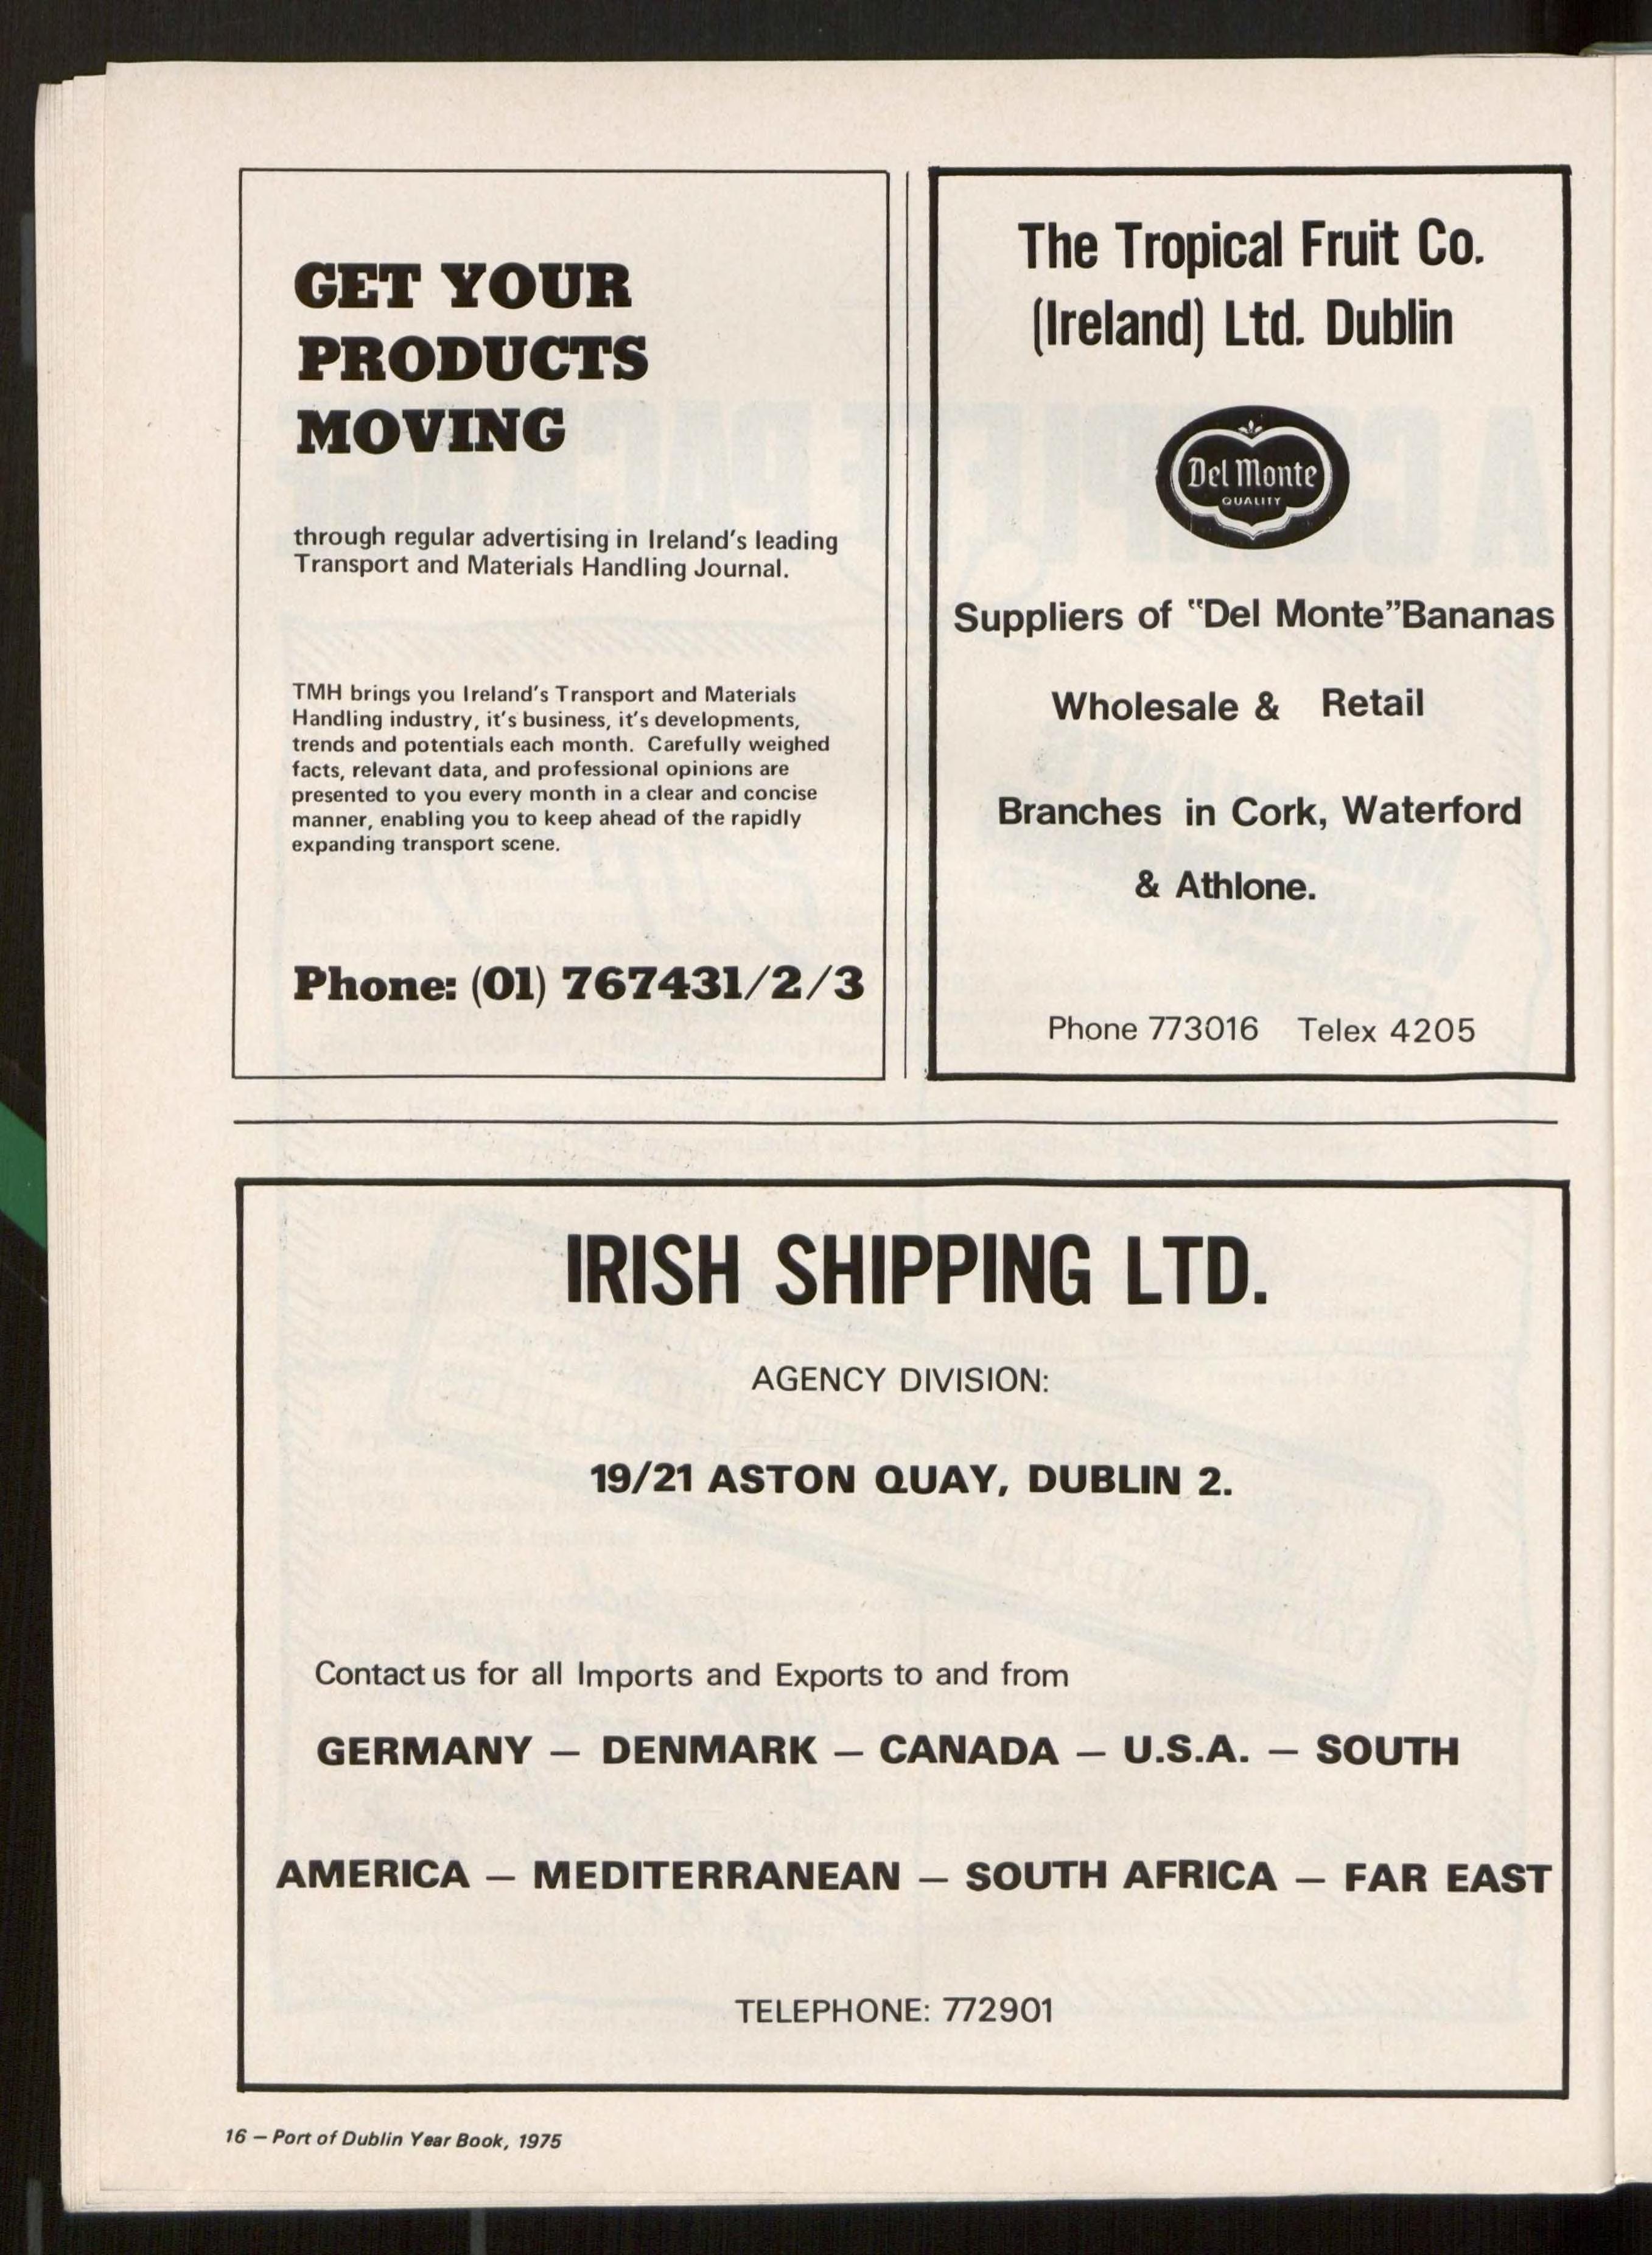 GET YOUR
PRODUCTS
MOVING
through regular advertising in Ireland's leading
Transport and Materials Handling Journal.
TMH brings you Ireland's Transport and Materials
Handling industry, it's business, it's developments,
trends and potentials each month. Carefully weighed
facts, relevant data, and professional opinions are
presented to you every month in a clear and concise
manner, enabling you to keep ahead of the rapidly
expanding transport scene.
Phone: (01) 767431/2/3
The Tropical Fruit Co.
(Ireland) Ltd. Dublin
Del Monte
QUALITY
Suppliers of "Del Monte"Bananas
Wholesale & Retail
Branches in Cork, Waterford
& Athlone.
Phone 773016 Telex 4205
IRISH SHIPPING LTD.
AGENCY DIVISION:
19/21 ASTON QUAY, DUBLIN 2.
Contact us for all Imports and Exports to and from
GERMANY — DENMARK — CANADA — U.S.A. — SOUTH
AMERICA — MEDITERRANEAN — SOUTH AFRICA — FAR EAST
TELEPHONE: 772901
16 — Port of Dublin Year Book, 1975